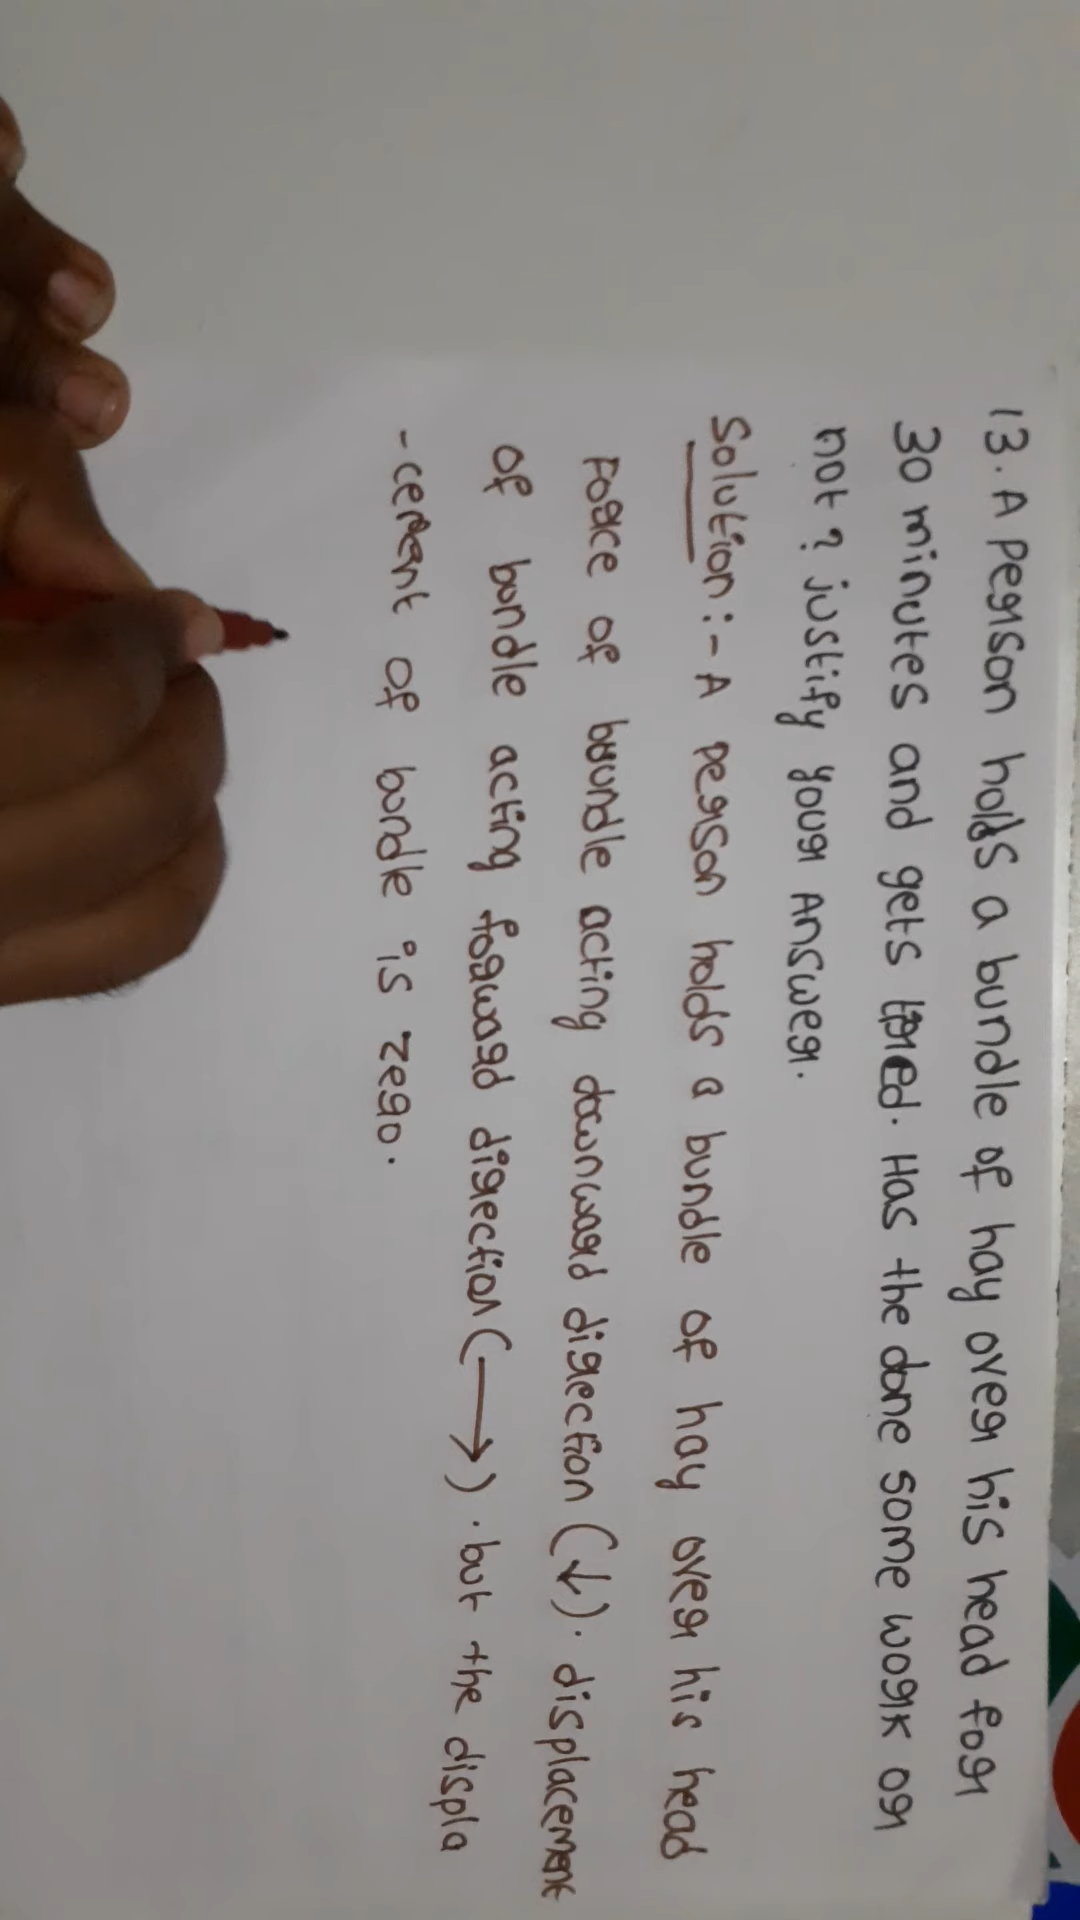 13. A person holds a bundle of hay over his head for
30 minutes and gets tired. Has the done some work or
not? justify your Answer.
Solution:- A person holds a bundle of hay over his head
Force of bundle acting downward direction (↓). displacement
of bundle acting forward direction (→). but the displa
-cement of bundle is zero.